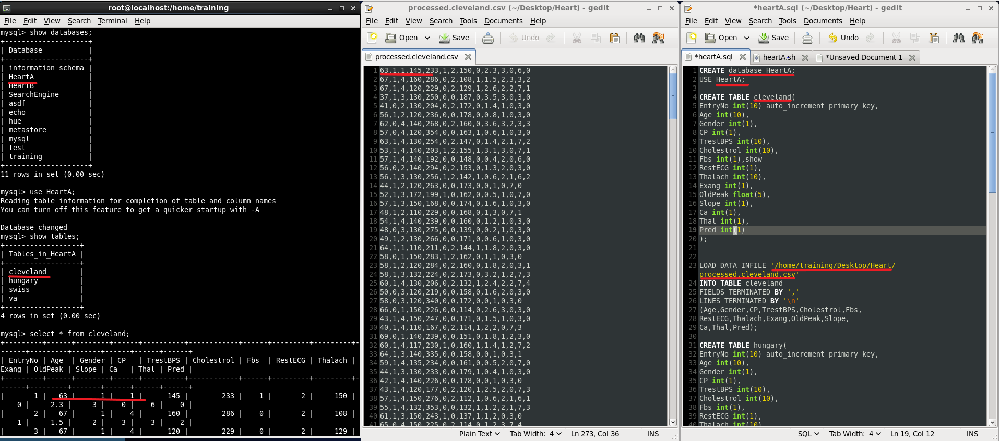 root@localhost:/home/training
File Edit View Search Terminal Help
mysql> show databases;
+--------------------+
| Database           |
+--------------------+
| information_schema |
| HeartA             |
| HeartB             |
| SearchEngine       |
| asdf               |
| echo               |
| hue                |
| metastore          |
| mysql              |
| test               |
| training           |
+--------------------+
11 rows in set (0.00 sec)
mysql> use HeartA;
Reading table information for completion of table and column names
You can turn off this feature to get a quicker startup with -A
Database changed
mysql> show tables;
+------------------+
| Tables_in_HeartA |
+------------------+
| cleveland        |
| hungary          |
| swiss            |
| va               |
+------------------+
4 rows in set (0.00 sec)
mysql> select * from cleveland;
+---------+------+--------+------+----------+------------+------+---------+---------+-
------+---------+-------+------+------+------+
| EntryNo | Age  | Gender | CP   | TrestBPS | Cholestrol | Fbs  | RestECG | Thalach |
Exang | OldPeak | Slope | Ca   | Thal | Pred |
+---------+------+--------+------+----------+------------+------+---------+---------+-
------+---------+-------+------+------+------+
|       1 |   63 |      1 |    1 |      145 |        233 |    1 |       2 |     150 |
    0 |     2.3 |     3 |    0 |    6 |    0 |
|       2 |   67 |      1 |    4 |      160 |        286 |    0 |       2 |     108 |
    1 |     1.5 |     2 |    3 |    3 |    2 |
|       3 |   67 |      1 |    4 |      120 |        229 |    0 |       2 |     129 |
processed.cleveland.csv (~/Desktop/Heart) - gedit
File Edit View Search Tools Documents Help
Open Save Undo
processed.cleveland.csv
1 63,1,1,145,233,1,2,150,0,2.3,3,0,6,0
2 67,1,4,160,286,0,2,108,1,1.5,2,3,3,2
3 67,1,4,120,229,0,2,129,1,2.6,2,2,7,1
4 37,1,3,130,250,0,0,187,0,3.5,3,0,3,0
5 41,0,2,130,204,0,2,172,0,1.4,1,0,3,0
6 56,1,2,120,236,0,0,178,0,0.8,1,0,3,0
7 62,0,4,140,268,0,2,160,0,3.6,3,2,3,3
8 57,0,4,120,354,0,0,163,1,0.6,1,0,3,0
9 63,1,4,130,254,0,2,147,0,1.4,2,1,7,2
10 53,1,4,140,203,1,2,155,1,3.1,3,0,7,1
11 57,1,4,140,192,0,0,148,0,0.4,2,0,6,0
12 56,0,2,140,294,0,2,153,0,1.3,2,0,3,0
13 56,1,3,130,256,1,2,142,1,0.6,2,1,6,2
14 44,1,2,120,263,0,0,173,0,0,1,0,7,0
15 52,1,3,172,199,1,0,162,0,0.5,1,0,7,0
16 57,1,3,150,168,0,0,174,0,1.6,1,0,3,0
17 48,1,2,110,229,0,0,168,0,1,3,0,7,1
18 54,1,4,140,239,0,0,160,0,1.2,1,0,3,0
19 48,0,3,130,275,0,0,139,0,0.2,1,0,3,0
20 49,1,2,130,266,0,0,171,0,0.6,1,0,3,0
21 64,1,1,110,211,0,2,144,1,1.8,2,0,3,0
22 58,0,1,150,283,1,2,162,0,1,1,0,3,0
23 58,1,2,120,284,0,2,160,0,1.8,2,0,3,1
24 58,1,3,132,224,0,2,173,0,3.2,1,2,7,3
25 60,1,4,130,206,0,2,132,1,2.4,2,2,7,4
26 50,0,3,120,219,0,0,158,0,1.6,2,0,3,0
27 58,0,3,120,340,0,0,172,0,0,1,0,3,0
28 66,0,1,150,226,0,0,114,0,2.6,3,0,3,0
29 43,1,4,150,247,0,0,171,0,1.5,1,0,3,0
30 40,1,4,110,167,0,2,114,1,2,2,0,7,3
31 69,0,1,140,239,0,0,151,0,1.8,1,2,3,0
32 60,1,4,117,230,1,0,160,1,1.4,1,2,7,2
33 64,1,3,140,335,0,0,158,0,0,1,0,3,1
34 59,1,4,135,234,0,0,161,0,0.5,2,0,7,0
35 44,1,3,130,233,0,0,179,1,0.4,1,0,3,0
36 42,1,4,140,226,0,0,178,0,0,1,0,3,0
37 43,1,4,120,177,0,2,120,1,2.5,2,0,7,3
38 57,1,4,150,276,0,2,112,1,0.6,2,1,6,1
39 55,1,4,132,353,0,0,132,1,1.2,2,1,7,3
40 61,1,3,150,243,1,0,137,1,1,2,0,3,0
65,0,4,150,225,0,2,114,0,1,2,3,7,4
Plain Text Tab Width: 4 Ln 273, Col 36 INS
*heartA.sql (~/Desktop/Heart) - gedit
File Edit View Search Tools Documents Help
Open Save Undo
*heartA.sql heartA.sh *Unsaved Document 1
1 CREATE database HeartA;
2 USE HeartA;
3
4 CREATE TABLE cleveland(
5 EntryNo int(10) auto_increment primary key,
6 Age int(10),
7 Gender int(1),
8 CP int(1),
9 TrestBPS int(10),
10 Cholestrol int(10),
11 Fbs int(1),show
12 RestECG int(1),
13 Thalach int(10),
14 Exang int(1),
15 OldPeak float(5),
16 Slope int(1),
17 Ca int(1),
18 Thal int(1),
19 Pred int(1)
20 );
21
22
23 LOAD DATA INFILE '/home/training/Desktop/Heart/
processed.cleveland.csv'
24 INTO TABLE cleveland
25 FIELDS TERMINATED BY ','
26 LINES TERMINATED BY '\n'
27 (Age,Gender,CP,TrestBPS,Cholestrol,Fbs,
28 RestECG,Thalach,Exang,OldPeak,Slope,
29 Ca,Thal,Pred);
30
31 CREATE TABLE hungary(
32 EntryNo int(10) auto_increment primary key,
33 Age int(10),
34 Gender int(1),
35 CP int(1),
36 TrestBPS int(10),
37 Cholestrol int(10),
38 Fbs int(1),
39 RestECG int(1),
40 Thalach int(10),
SQL Tab Width: 4 Ln 19, Col 12 INS